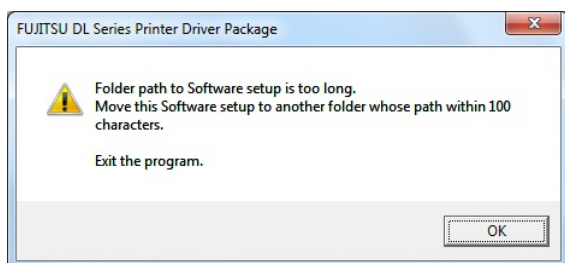 FUJITSU DL Series Printer Driver Package
Folder path to Software setup is too long.
Move this Software setup to another folder whose path within 100
characters.
Exit the program.
OK